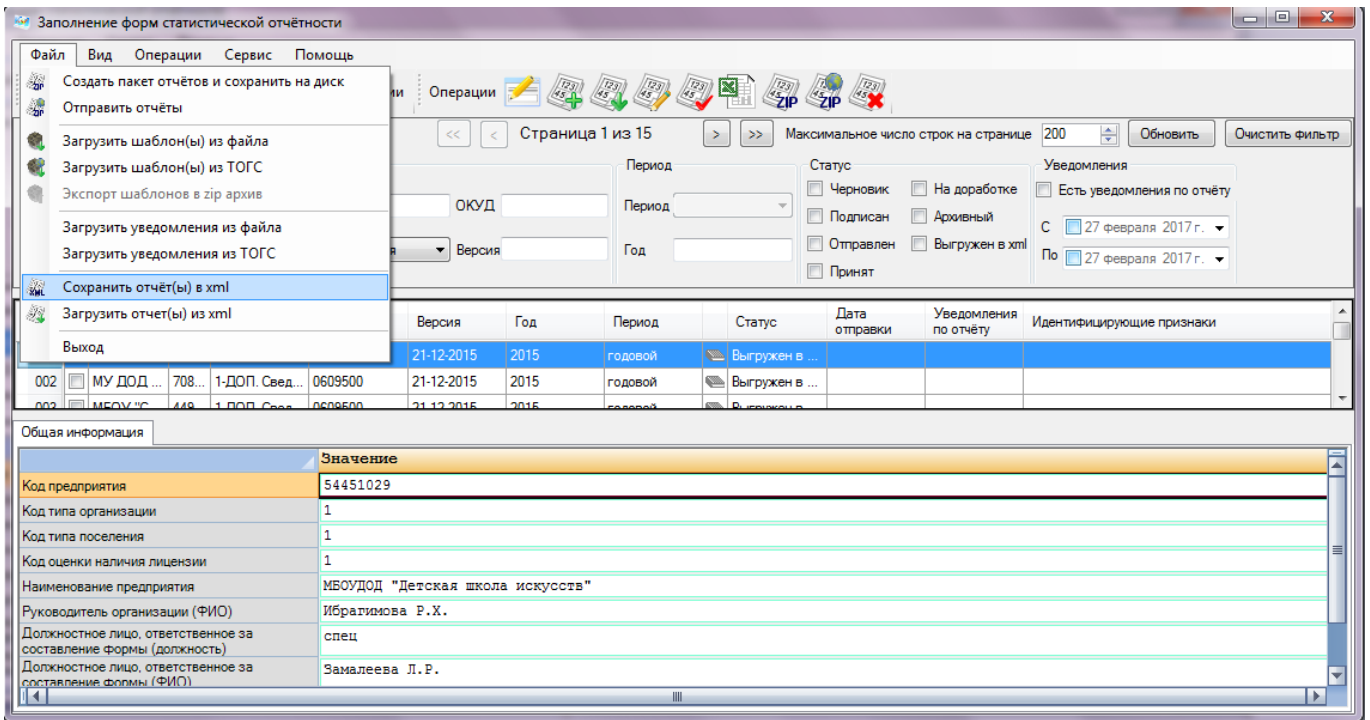 Заполнение форм статистической отчётности
Файл Вид Операции Сервис Помощь
Создать пакет отчётов и сохранить на диск
Отправить отчёты
Загрузить шаблон(ы) из файла
Загрузить шаблон(ы) из ТОГС
Экспорт шаблонов в zip архив
Загрузить уведомления из файла
Загрузить уведомления из ТОГС
Сохранить отчёт(ы) в xml
Загрузить отчет(ы) из xml
Выход
Операции ZIP ZIP
<< < Страница 1 из 15 > >> Максимальное число строк на странице 200 Обновить Очистить фильтр
Период Статус Уведомления
Черновик На доработке Есть уведомления по отчёту
ОКУД Период Подписан Архивный
С 27 февраля 2017 г.
Версия Год Отправлен Выгружен в xml
По 27 февраля 2017 г.
Принят
Версия Год Период Статус Дата отправки Уведомления по отчёту Идентифицирующие признаки
21-12-2015 2015 годовой Выгружен в ...
002 МУ ДОД ... 708... 1-ДОП. Свед... 0609500 21-12-2015 2015 годовой Выгружен в ...
Общая информация
Значение
Код предприятия 54451029
Код типа организации 1
Код типа поселения 1
Код оценки наличия лицензии 1
Наименование предприятия МБОУДОД "Детская школа искусств"
Руководитель организации (ФИО) Ибрагимова Р.Х.
Должностное лицо, ответственное за
составление формы (должность) спец
Должностное лицо, ответственное за
составление формы (ФИО) Замалеева Л.Р.